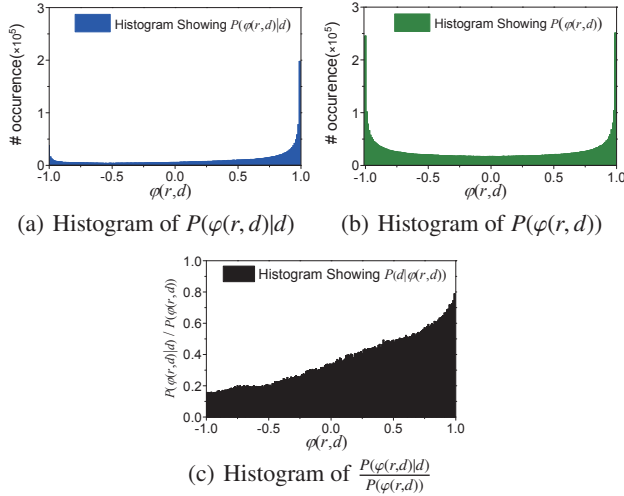 3
2
1
0
# occurence(×10⁵)
Histogram Showing P(φ(r,d)|d)
-1.0 -0.5 0.0 0.5 1.0
φ(r,d)
(a) Histogram of P(φ(r, d)|d)
3
2
1
0
# occurence(×10⁵)
Histogram Showing P(φ(r,d))
-1.0 -0.5 0.0 0.5 1.0
φ(r,d)
(b) Histogram of P(φ(r, d))
1.0
0.8
0.6
0.4
0.2
0.0
P(φ(r,d)|d) / P(φ(r,d))
Histogram Showing P(d|φ(r,d))
-1.0 -0.5 0.0 0.5 1.0
φ(r,d)
(c) Histogram of P(φ(r,d)|d) / P(φ(r,d))